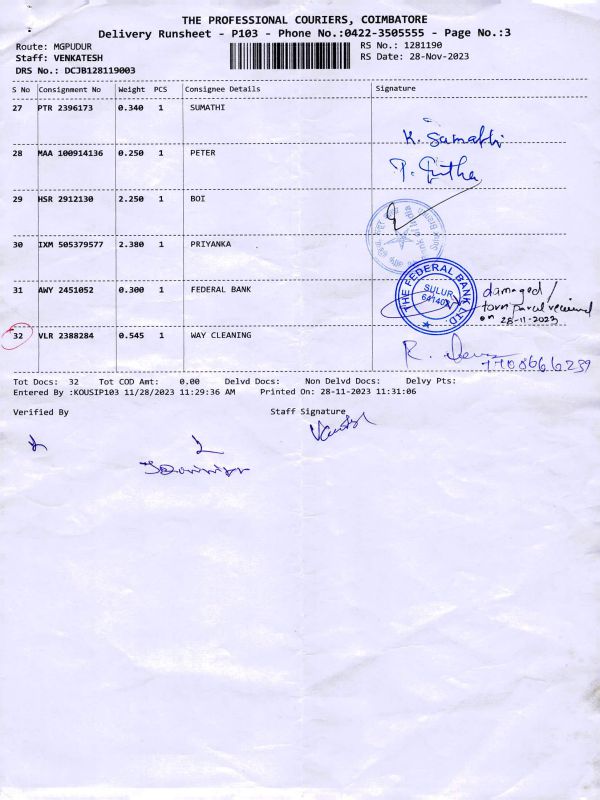 THE PROFESSIONAL COURIERS, COIMBATORE
Delivery Runsheet - P103 - Phone No.:0422-3505555 - Page No.:3
Route: MGPUDUR
RS No.: 1281190
Staff: VENKATESH
RS Date: 28-Nov-2023
DRS No.: DCJB128119003
S No Consignment No Weight PCS Consignee Details Signature
27 PTR 2396173 0.340 1 SUMATHI
K. Sumathi
28 MAA 100914136 0.250 1 PETER
29 HSR 2912130 2.250 1 BOI
30 IXM 505379577 2.380 1 PRIYANKA
31 AWY 2451052 0.300 1 FEDERAL BANK
THE FEDERAL BANK LTD
SULUR
damaged /
torn parcel received
on 28-11-2023
32 VLR 2388284 0.545 1 WAY CLEANING
R.
7708666239
Tot Docs: 32 Tot COD Amt: 0.00 Delvd Docs: Non Delvd Docs: Delvy Pts:
Entered By :KOUSIP103 11/28/2023 11:29:36 AM Printed On: 28-11-2023 11:31:06
Verified By Staff Signature